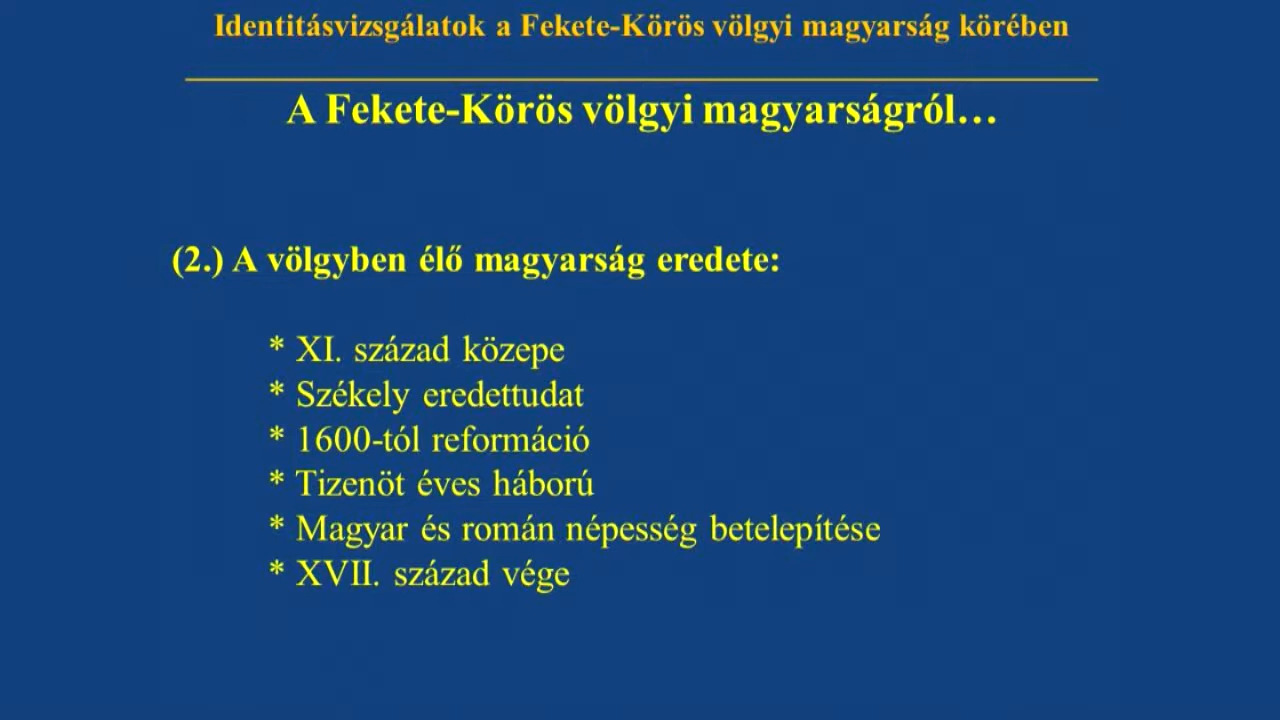 Identitásvizsgálatok a Fekete-Körös völgyi magyarság körében
A Fekete-Körös völgyi magyarságról…
(2.) A völgyben élő magyarság eredete:
* XI. század közepe
* Székely eredettudat
* 1600-tól reformáció
* Tizenöt éves háború
* Magyar és román népesség betelepítése
* XVII. század vége